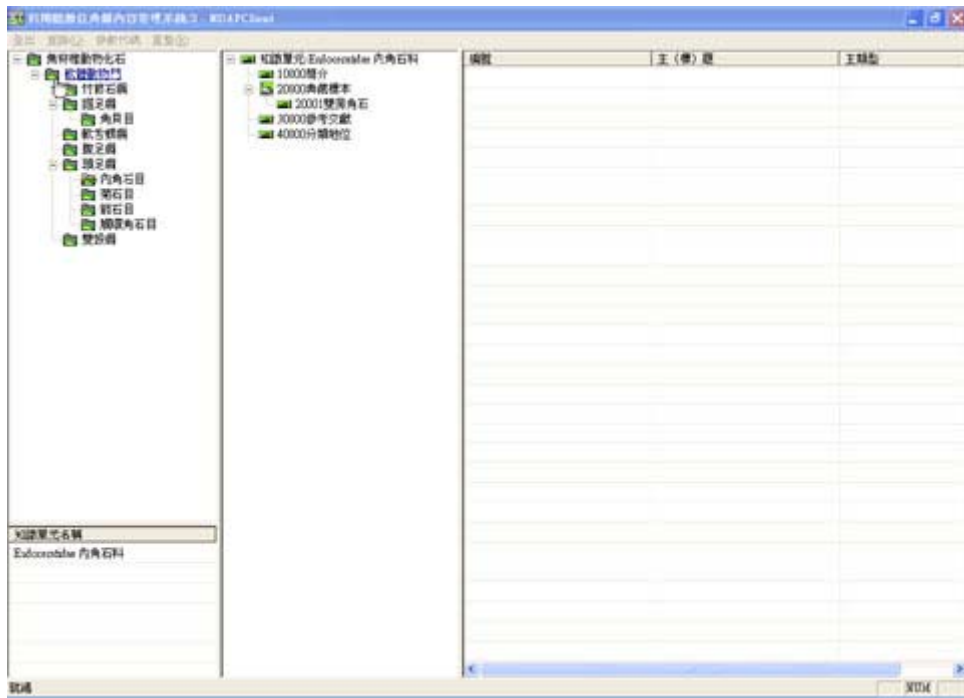 無脊椎動物化石
軟體動物門
竹節石綱
掘足綱
角貝目
軟舌螺綱
腹足綱
頭足綱
內角石目
菊石目
箭石目
鸚鵡角石目
雙殼綱
知識單元名稱
內角石科
知識單元 內角石科
10000簡介
20000典藏標本
20001雙房角石
30000參考文獻
40000分類地位
編號
主（標）題
主類型
就緒
NUM